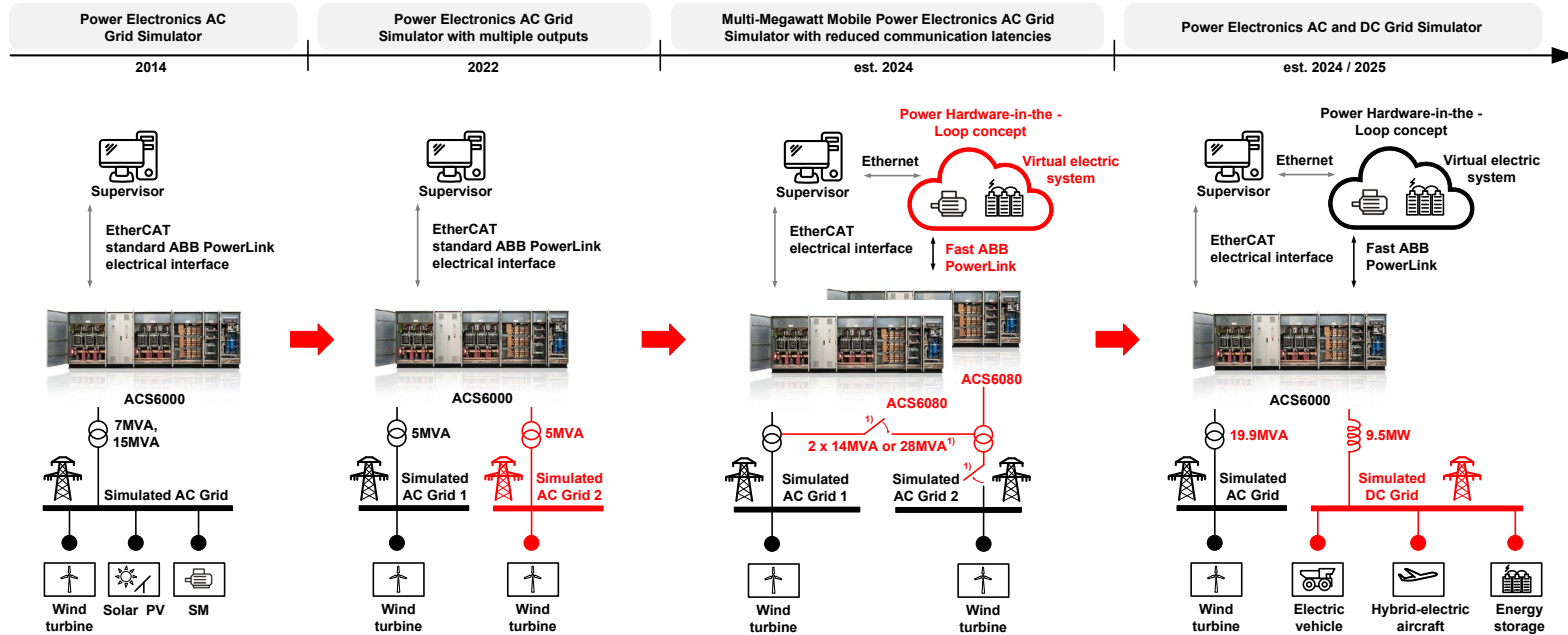 Power Electronics AC
Grid Simulator
Power Electronics AC Grid
Simulator with multiple outputs
Multi-Megawatt Mobile Power Electronics AC Grid
Simulator with reduced communication latencies
Power Electronics AC and DC Grid Simulator
2014
2022
est. 2024
est. 2024 / 2025
Supervisor
EtherCAT
standard ABB PowerLink
electrical interface
ACS6000
7MVA,
15MVA
Simulated AC Grid
Wind
turbine
Solar PV
SM
Supervisor
EtherCAT
standard ABB PowerLink
electrical interface
ACS6000
5MVA
5MVA
Simulated
AC Grid 1
Simulated
AC Grid 2
Wind
turbine
Wind
turbine
Power Hardware-in-the -
Loop concept
Ethernet
Virtual electric
system
Supervisor
EtherCAT
electrical interface
Fast ABB
PowerLink
ACS6080
ACS6080
1)
2 x 14MVA or 28MVA1)
1)
Simulated
AC Grid 1
Simulated
AC Grid 2
Wind
turbine
Wind
turbine
Power Hardware-in-the -
Loop concept
Ethernet
Virtual electric
system
Supervisor
EtherCAT
electrical interface
Fast ABB
PowerLink
ACS6000
19.9MVA
9.5MW
Simulated
AC Grid
Simulated
DC Grid
Wind
turbine
Electric
vehicle
Hybrid-electric
aircraft
Energy
storage